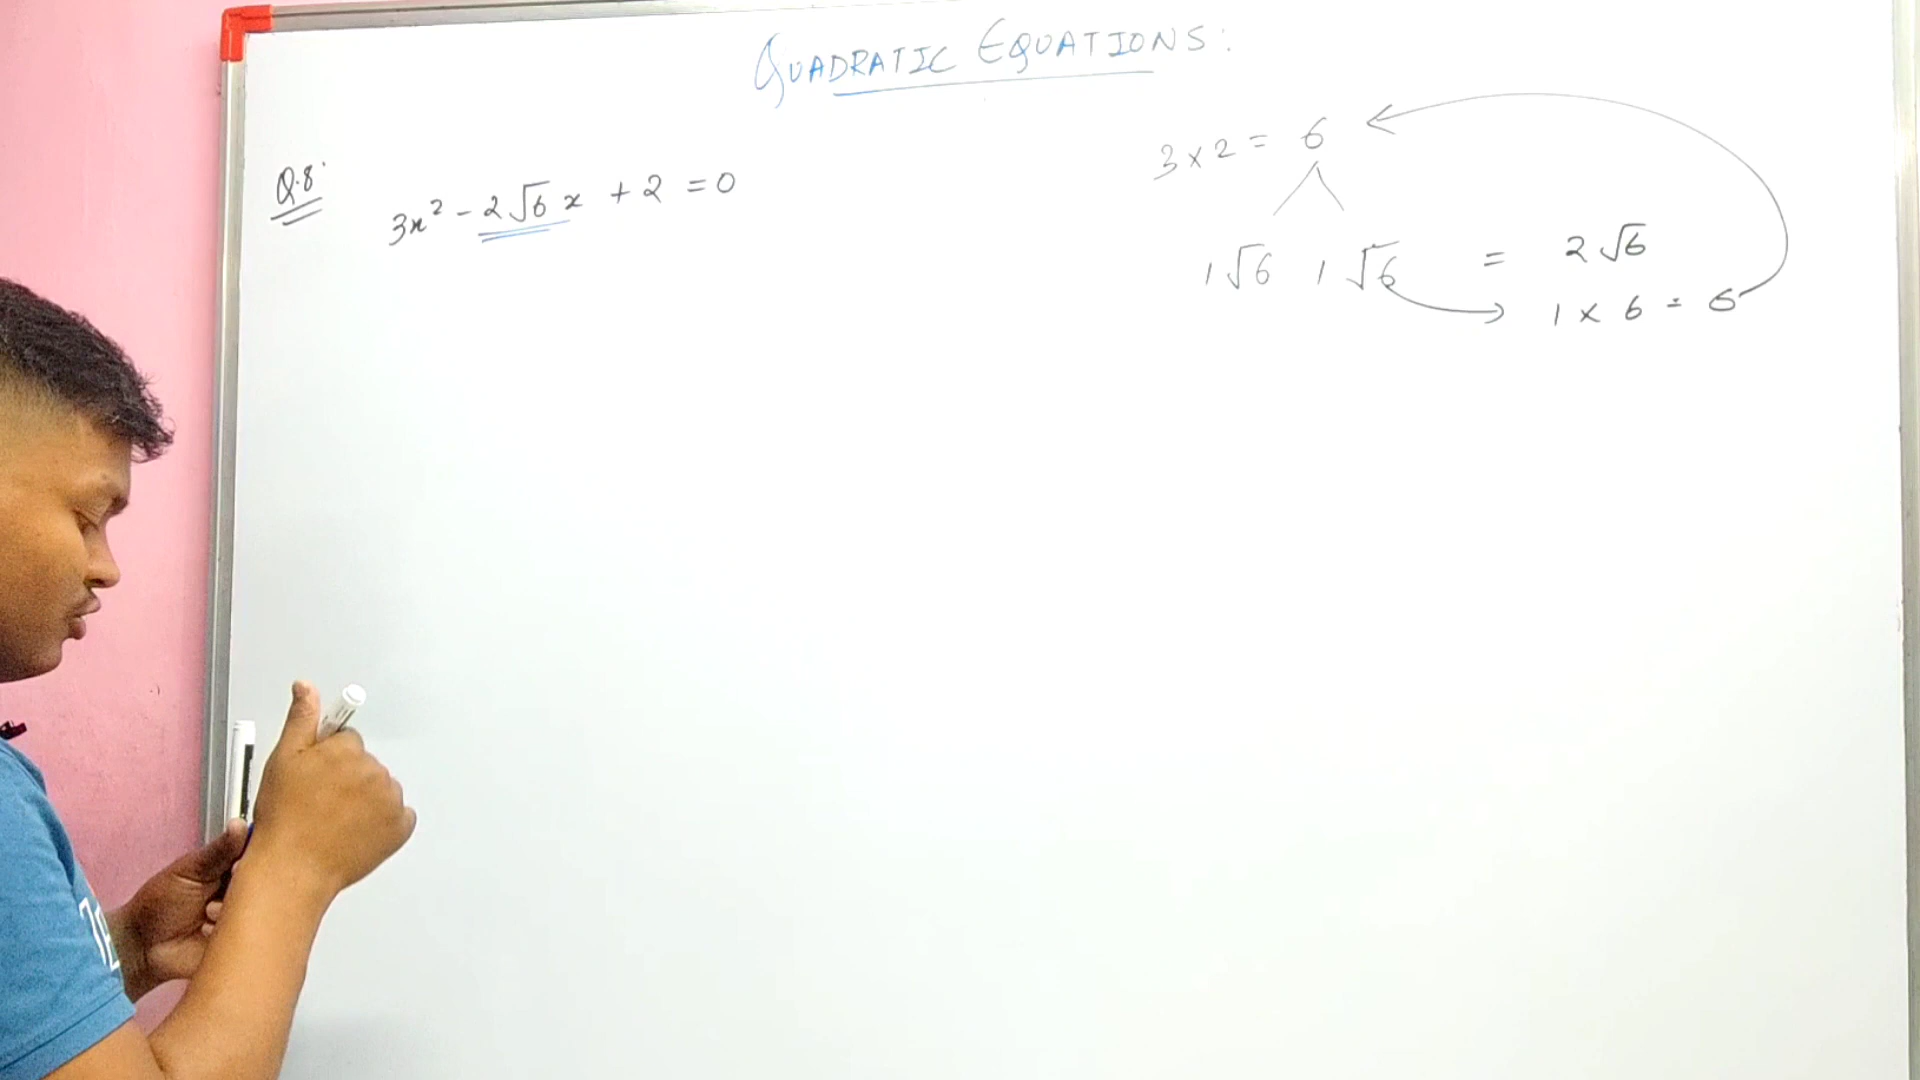 QUADRATIC EQUATIONS:
Q.8. 3x² - 2√6 x + 2 = 0
3 x 2 = 6
1√6 1√6 = 2√6
1 x 6 = 6